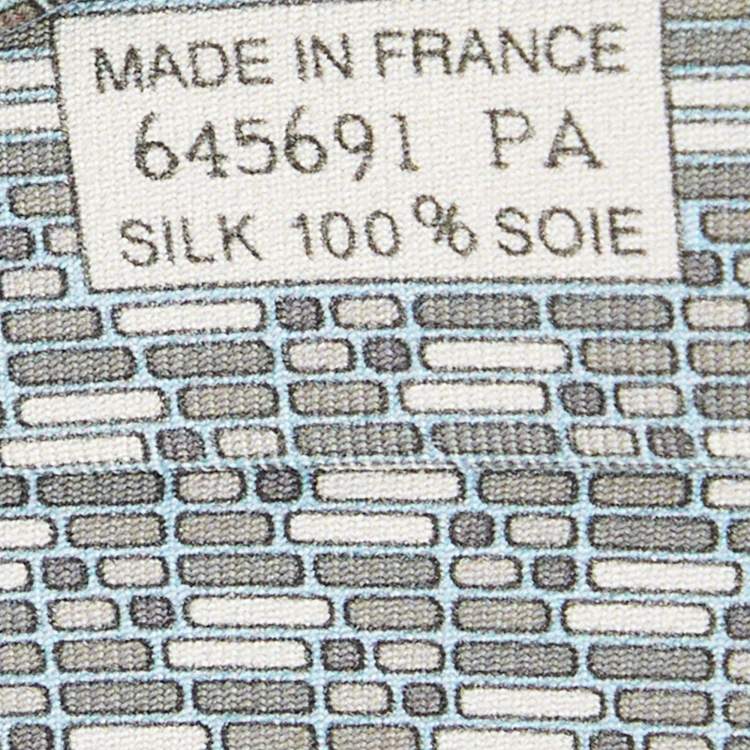 MADE IN FRANCE
645691 PA
SILK 100% SOIE